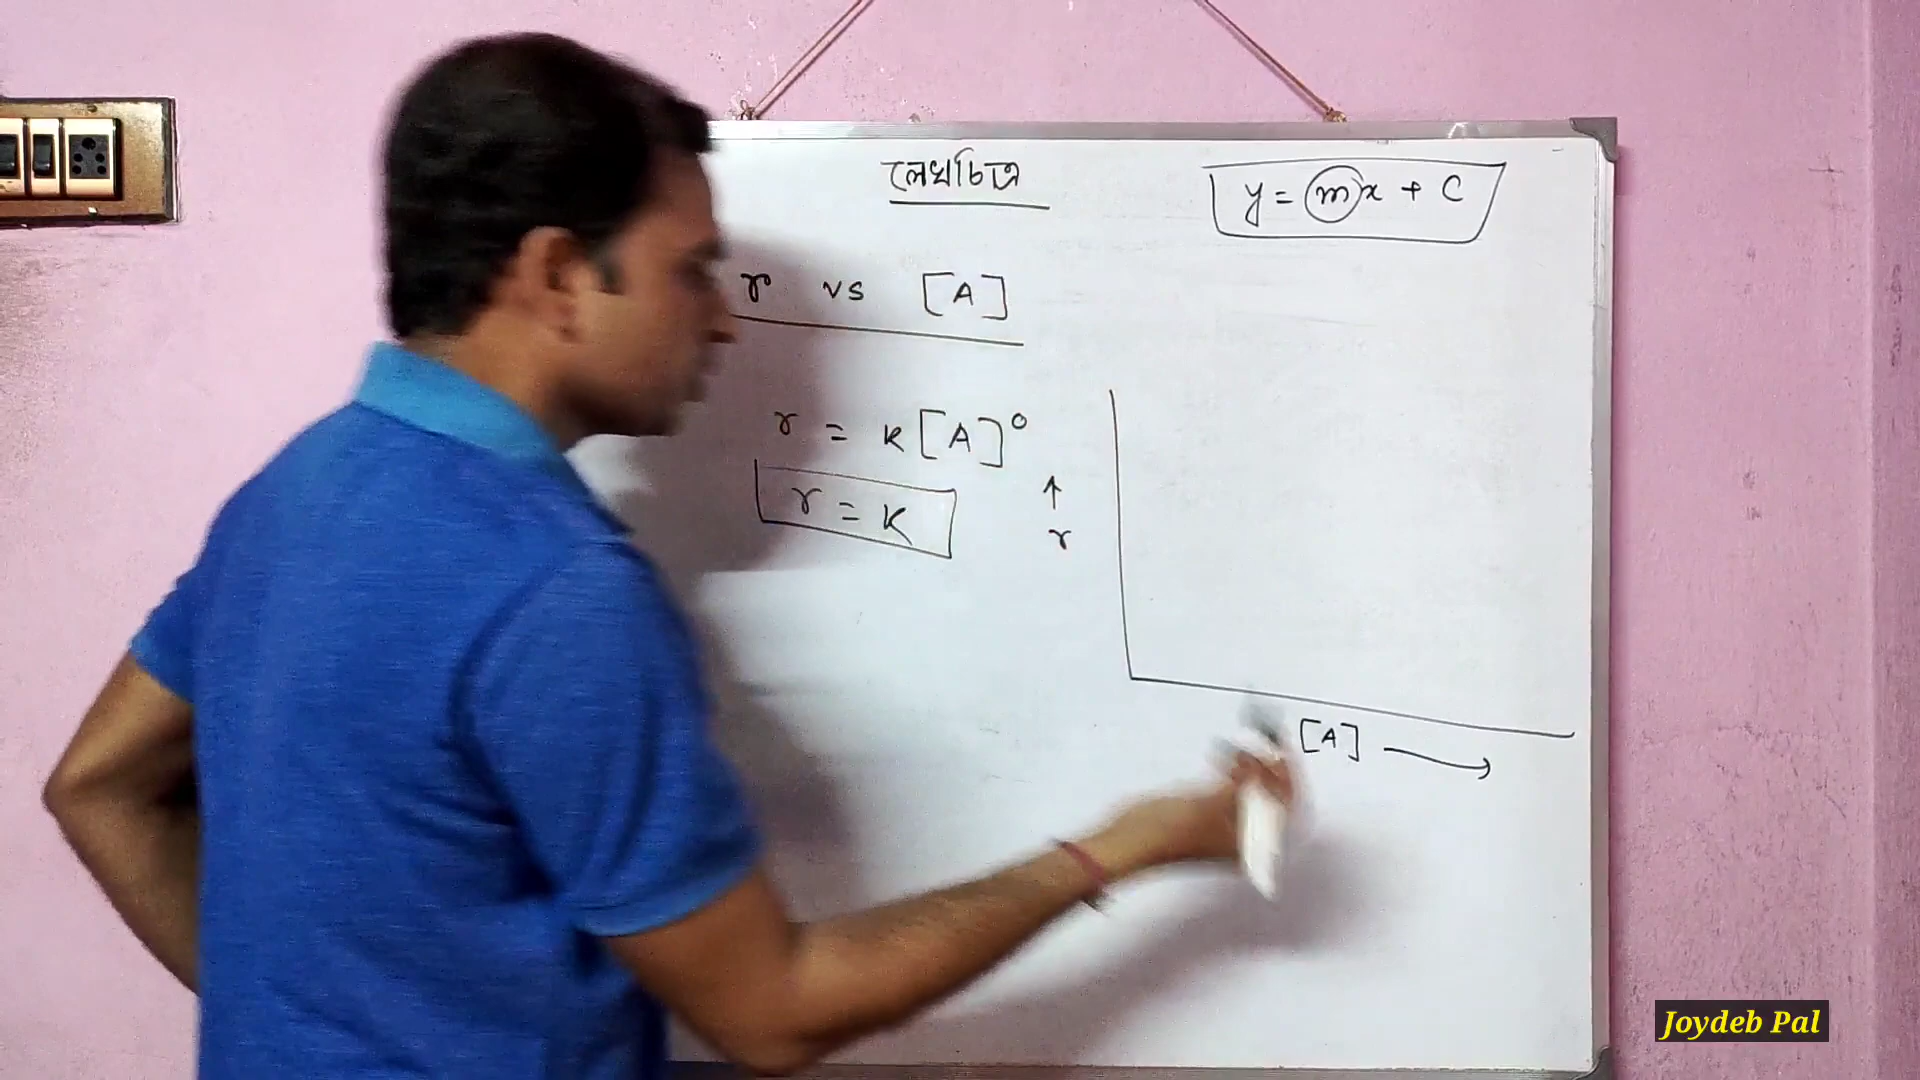 লেখচিত্র
y = mx + C
r vs [A]
r = K[A]⁰
r = K
↑
r
[A] →
Joydeb Pal